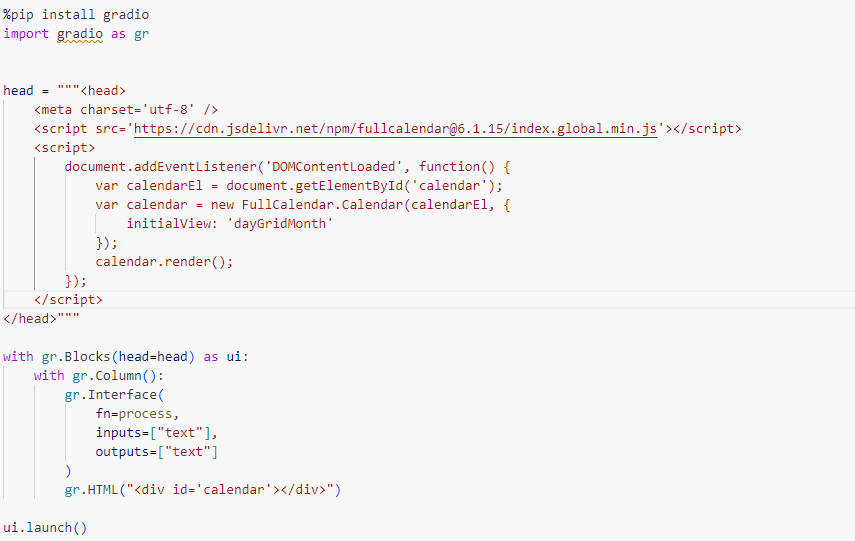 %pip install gradio
import gradio as gr
head = """<head>
<meta charset='utf-8' />
<script src='https://cdn.jsdelivr.net/npm/fullcalendar@6.1.15/index.global.min.js'></script>
<script>
document.addEventListener('DOMContentLoaded', function() {
var calendarEl = document.getElementById('calendar');
var calendar = new FullCalendar.Calendar(calendarEl, {
initialView: 'dayGridMonth'
});
calendar.render();
});
</script>
</head>"""
with gr.Blocks(head=head) as ui:
with gr.Column():
gr.Interface(
fn=process,
inputs=["text"],
outputs=["text"]
)
gr.HTML("<div id='calendar'></div>")
ui.launch()